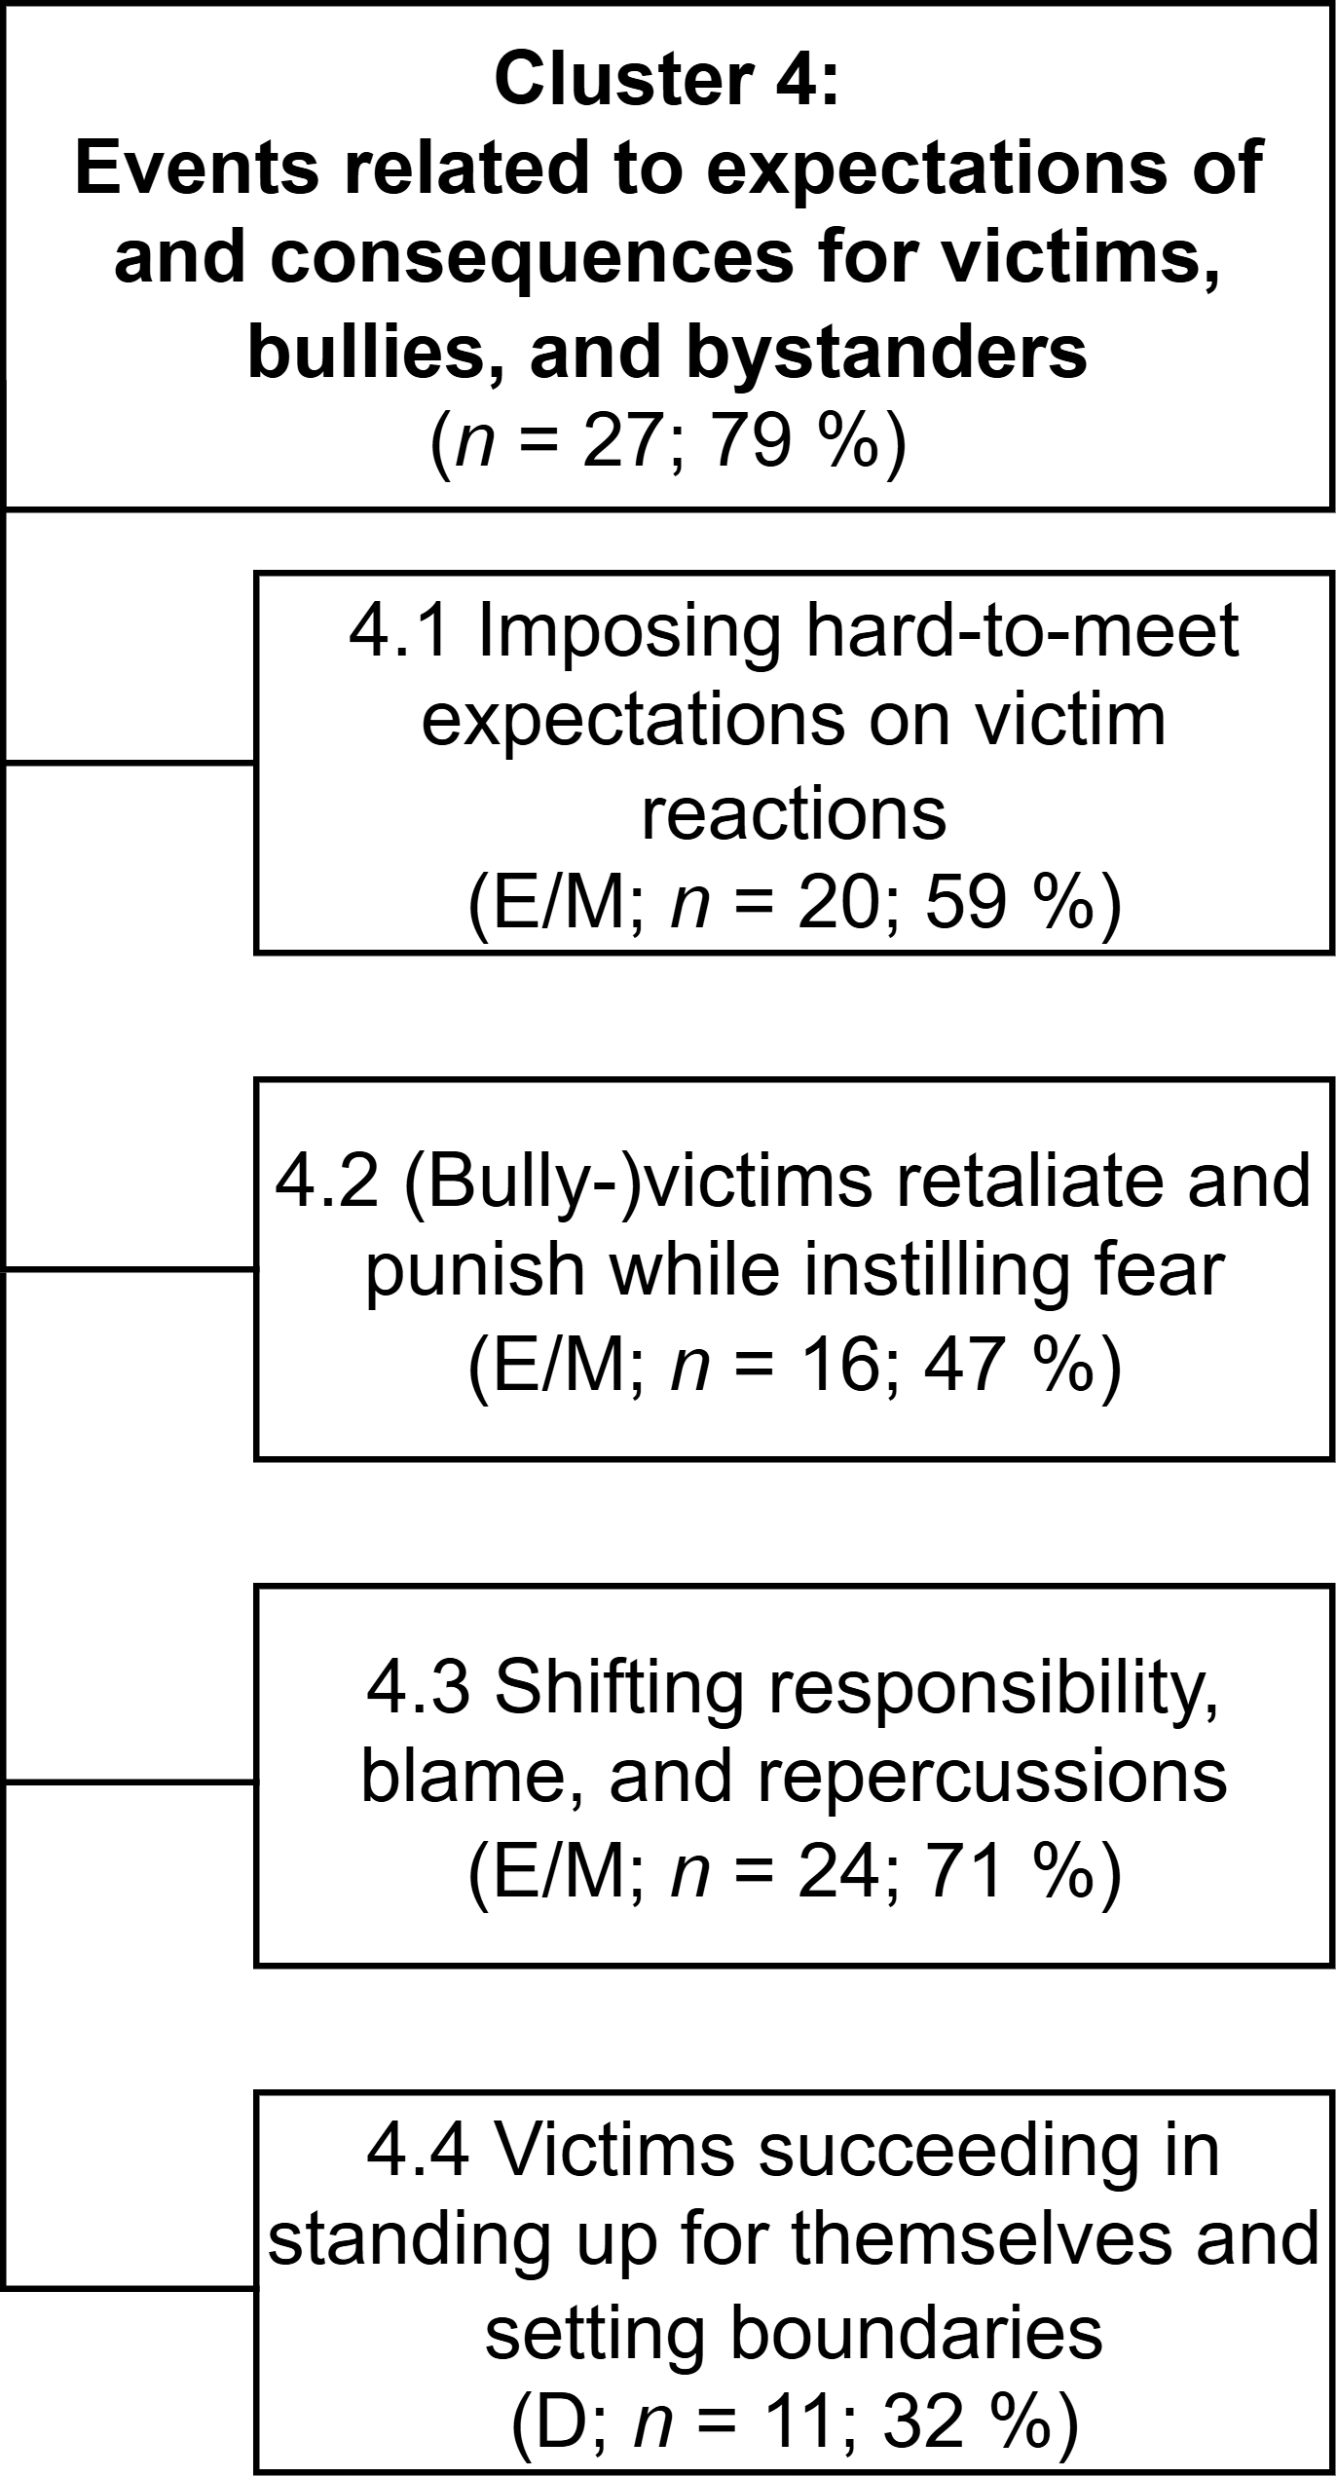 Cluster 4:
Events related to expectations of
and consequences for victims,
bullies, and bystanders
(n = 27; 79 %)
4.1 Imposing hard-to-meet
expectations on victim
reactions
(E/M; n = 20; 59 %)
4.2 (Bully-)victims retaliate and
punish while instilling fear
(E/M; n = 16; 47 %)
4.3 Shifting responsibility,
blame, and repercussions
(E/M; n = 24; 71 %)
4.4 Victims succeeding in
standing up for themselves and
setting boundaries
(D; n = 11; 32 %)